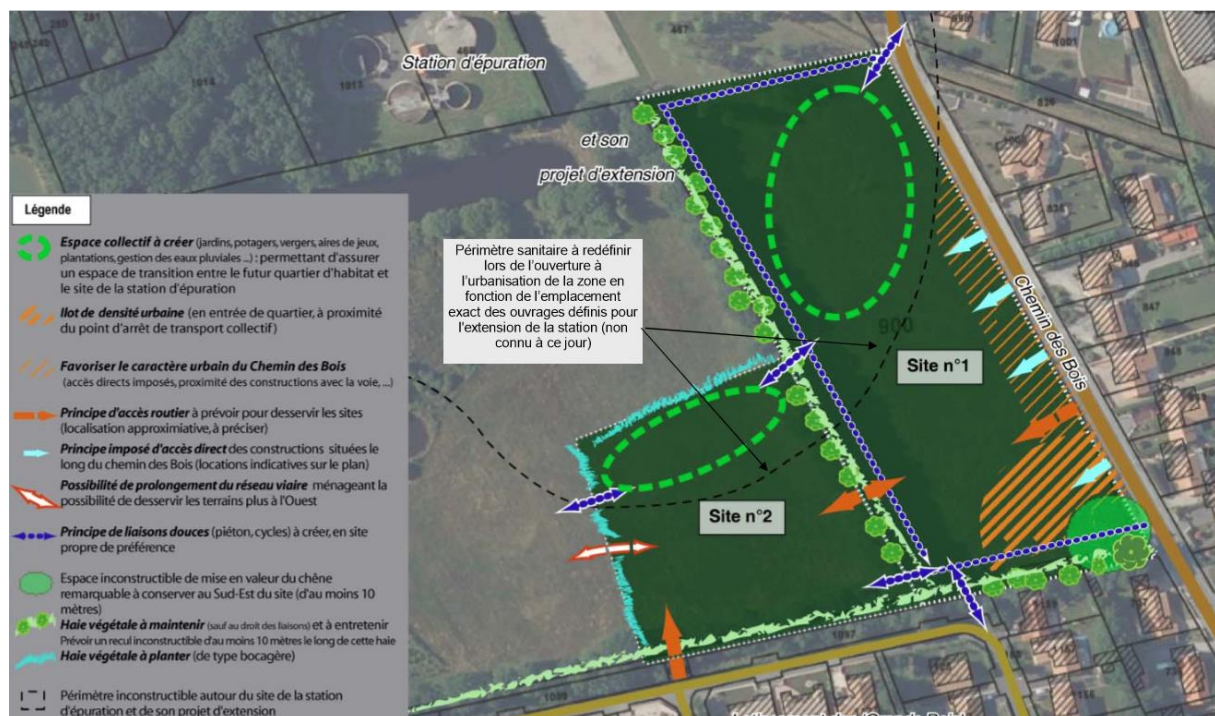 Station d'épuration
et son
projet d'extension
Périmètre sanitaire à redéfinir
lors de l'ouverture à
l'urbanisation de la zone en
fonction de l'emplacement
exact des ouvrages définis pour
l'extension de la station (non
connu à ce jour)
Site n°1
Site n°2
Chemin des Bois
900
467
469
1012
1014
1001
826
847
1097
1099
Légende
Espace collectif à créer (jardins, potagers, vergers, aires de jeux,
plantations, gestion des eaux pluviales ...) : permettant d'assurer
un espace de transition entre le futur quartier d'habitat et
le site de la station d'épuration
Ilot de densité urbaine (en entrée de quartier, à proximité
du point d'arrêt de transport collectif)
Favoriser le caractère urbain du Chemin des Bois
(accès directs imposés, proximité des constructions avec la voie, ...)
Principe d'accès routier à prévoir pour desservir les sites
(localisation approximiative, à préciser)
Principe imposé d'accès direct des constructions situées le
long du chemin des Bois (locations indicatives sur le plan)
Possibilité de prolongement du réseau viaire ménageant la
possibilité de desservir les terrains plus à l'Ouest
Principe de liaisons douces (piéton, cycles) à créer, en site
propre de préférence
Espace inconstructible de mise en valeur du chêne
remarquable à conserver au Sud-Est du site (d'au moins 10
mètres)
Haie végétale à maintenir (sauf au droit des liaisons) et à entretenir
Prévoir un recul inconstructible d'au moins 10 mètres le long de cette haie
Haie végétale à planter (de type bocagère)
Périmètre inconstructible autour du site de la station
d'épuration et de son projet d'extension